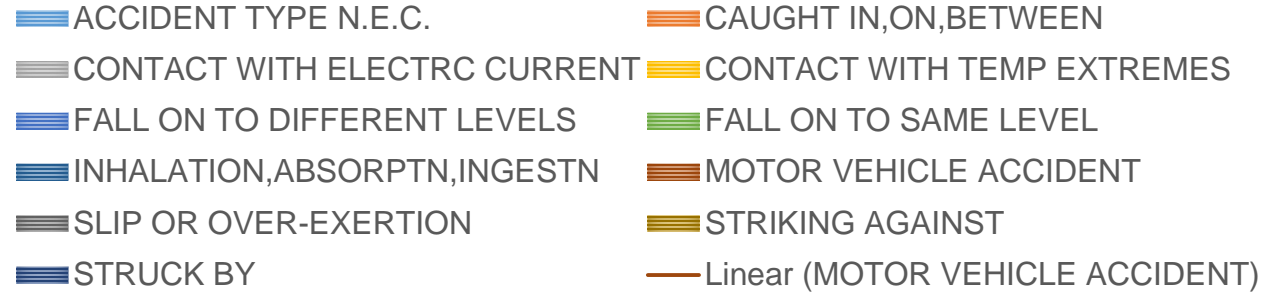 ACCIDENT TYPE N.E.C. CAUGHT IN,ON,BETWEEN
CONTACT WITH ELECTRC CURRENT CONTACT WITH TEMP EXTREMES
FALL ON TO DIFFERENT LEVELS FALL ON TO SAME LEVEL
INHALATION,ABSORPTN,INGESTN MOTOR VEHICLE ACCIDENT
SLIP OR OVER-EXERTION STRIKING AGAINST
STRUCK BY Linear (MOTOR VEHICLE ACCIDENT)